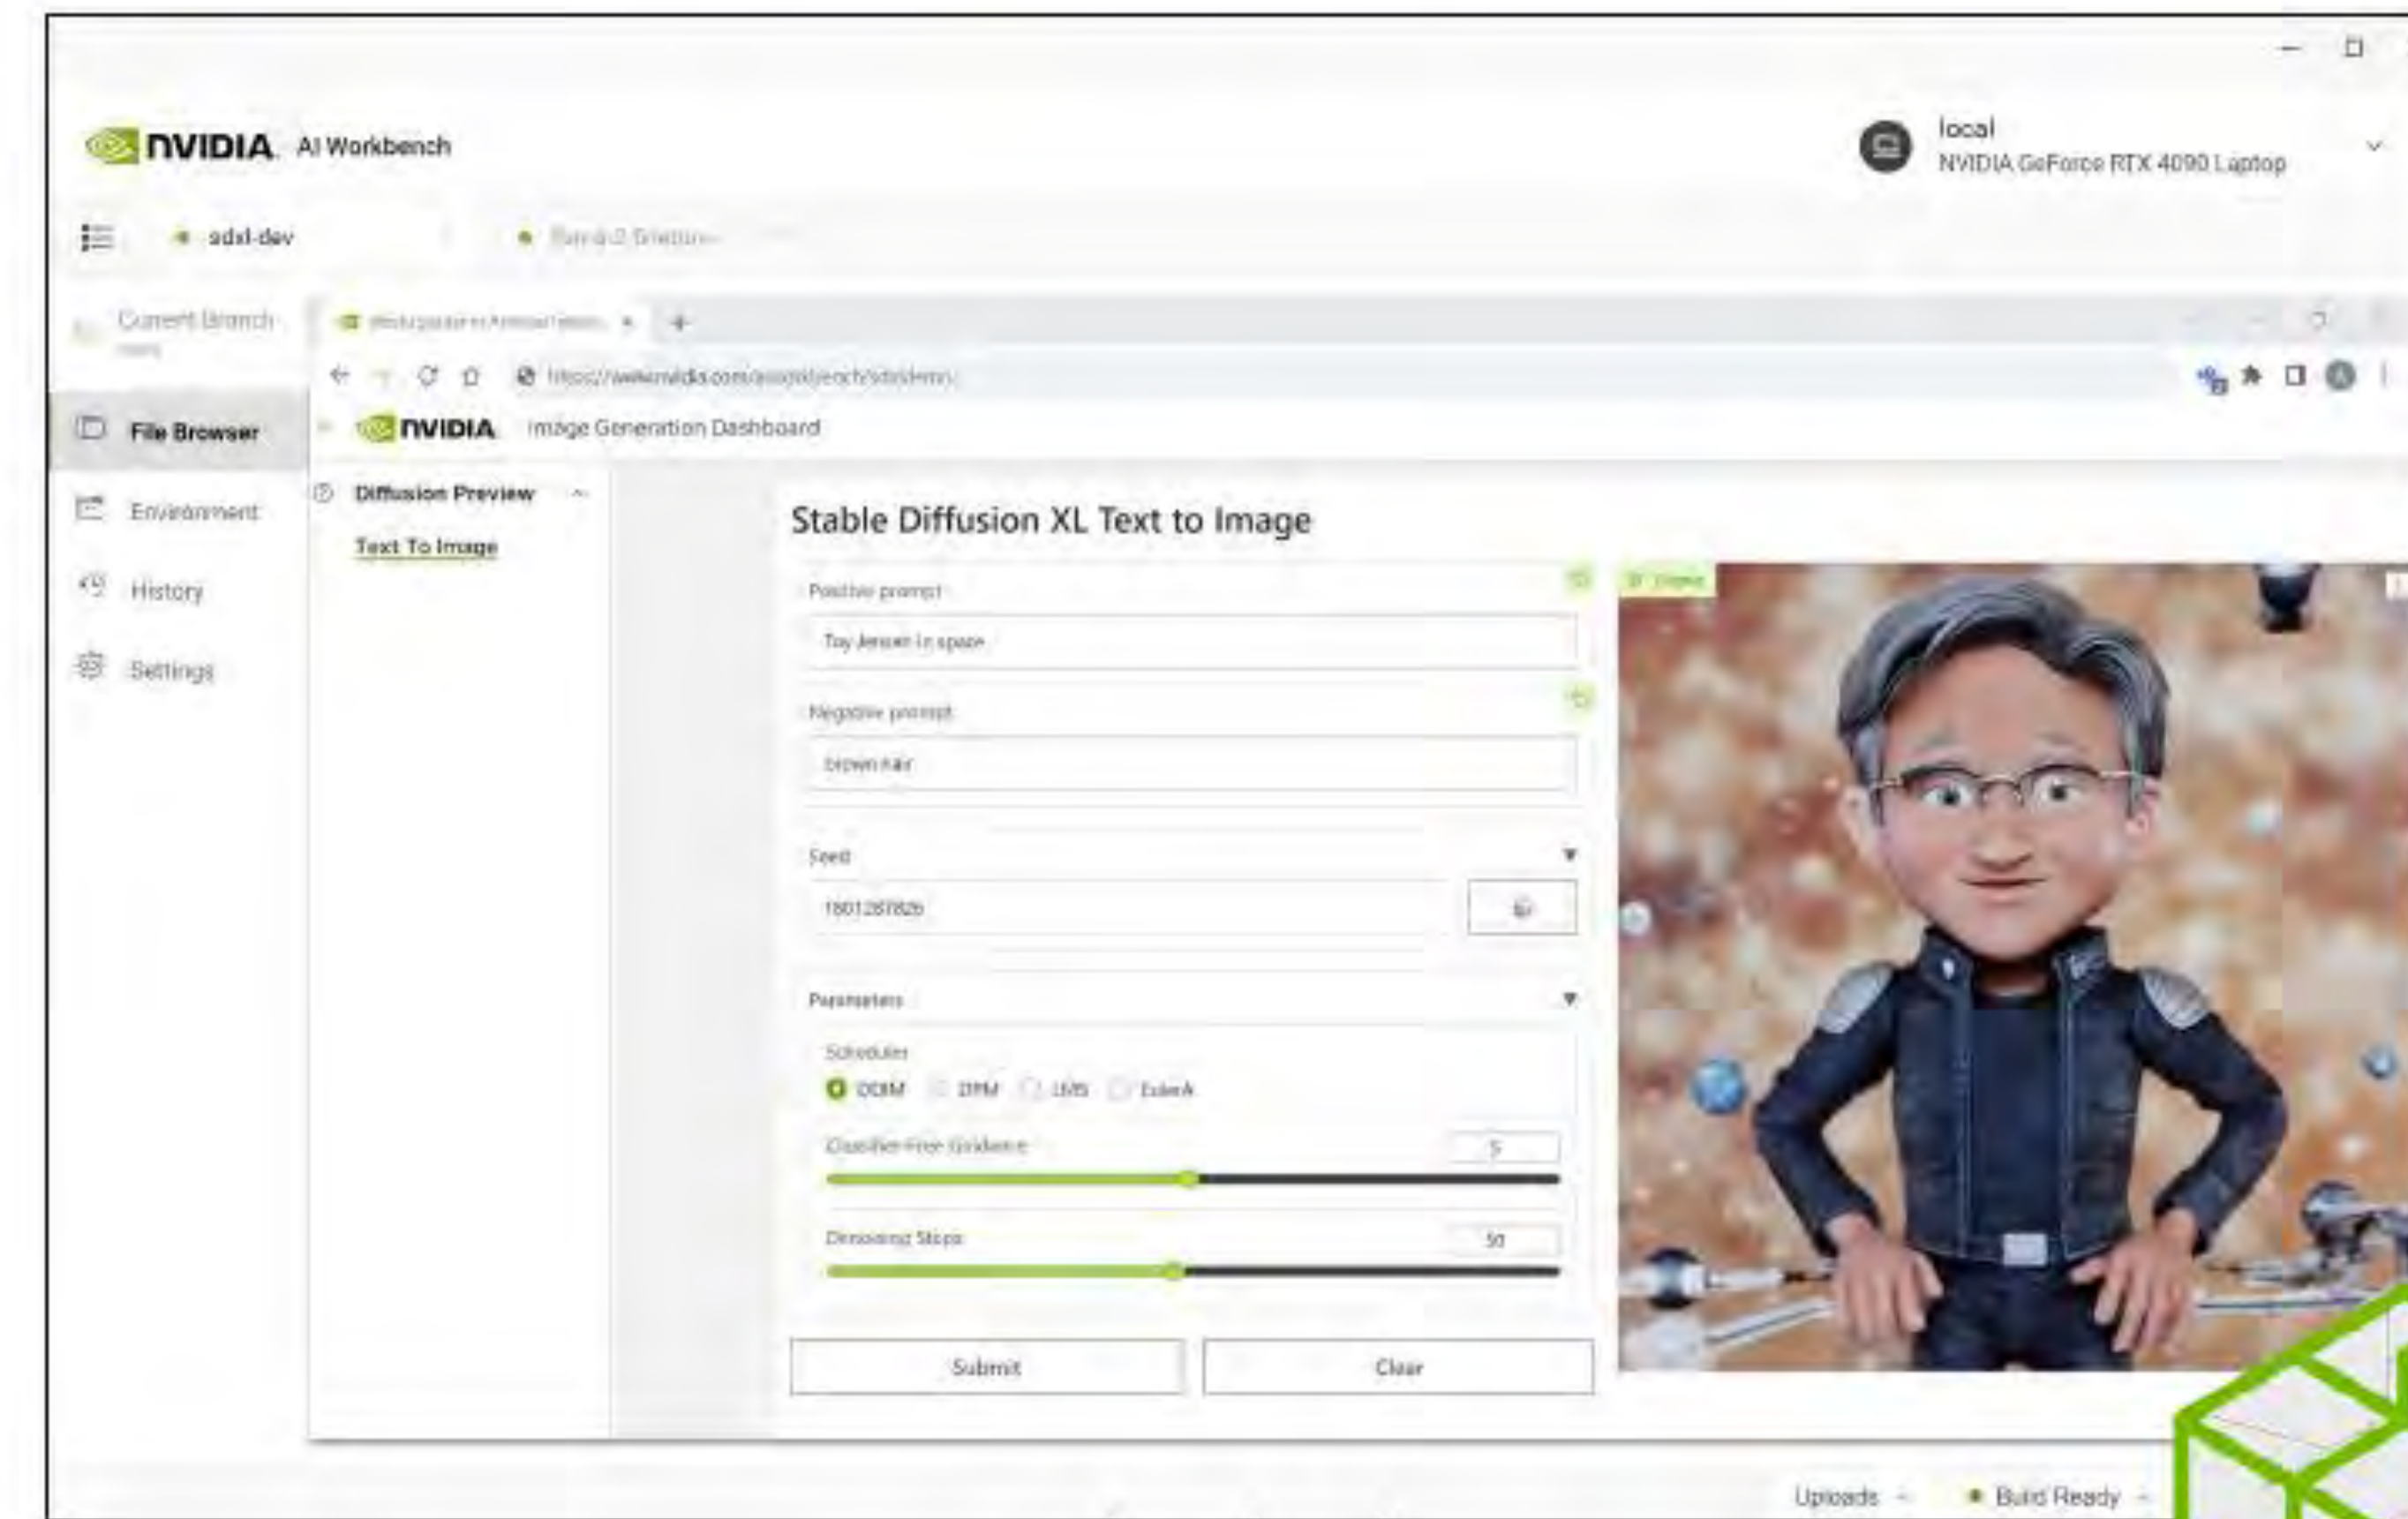 NVIDIA AI Workbench
local
NVIDIA GeForce RTX 4090 Laptop
sdxl-dev
Current Branch
File Browser
Environment
History
Settings
NVIDIA Image Generation Dashboard
Diffusion Preview
Text To Image
Stable Diffusion XL Text to Image
Positive prompt
Toy Jensen in space
Negative prompt
brown hair
Seed
1801287826
Parameters
Scheduler
DDIM DPM LMS EulerA
Classifier-Free Guidance
5
Denoising Steps
50
Submit Clear
Uploads
Build Ready